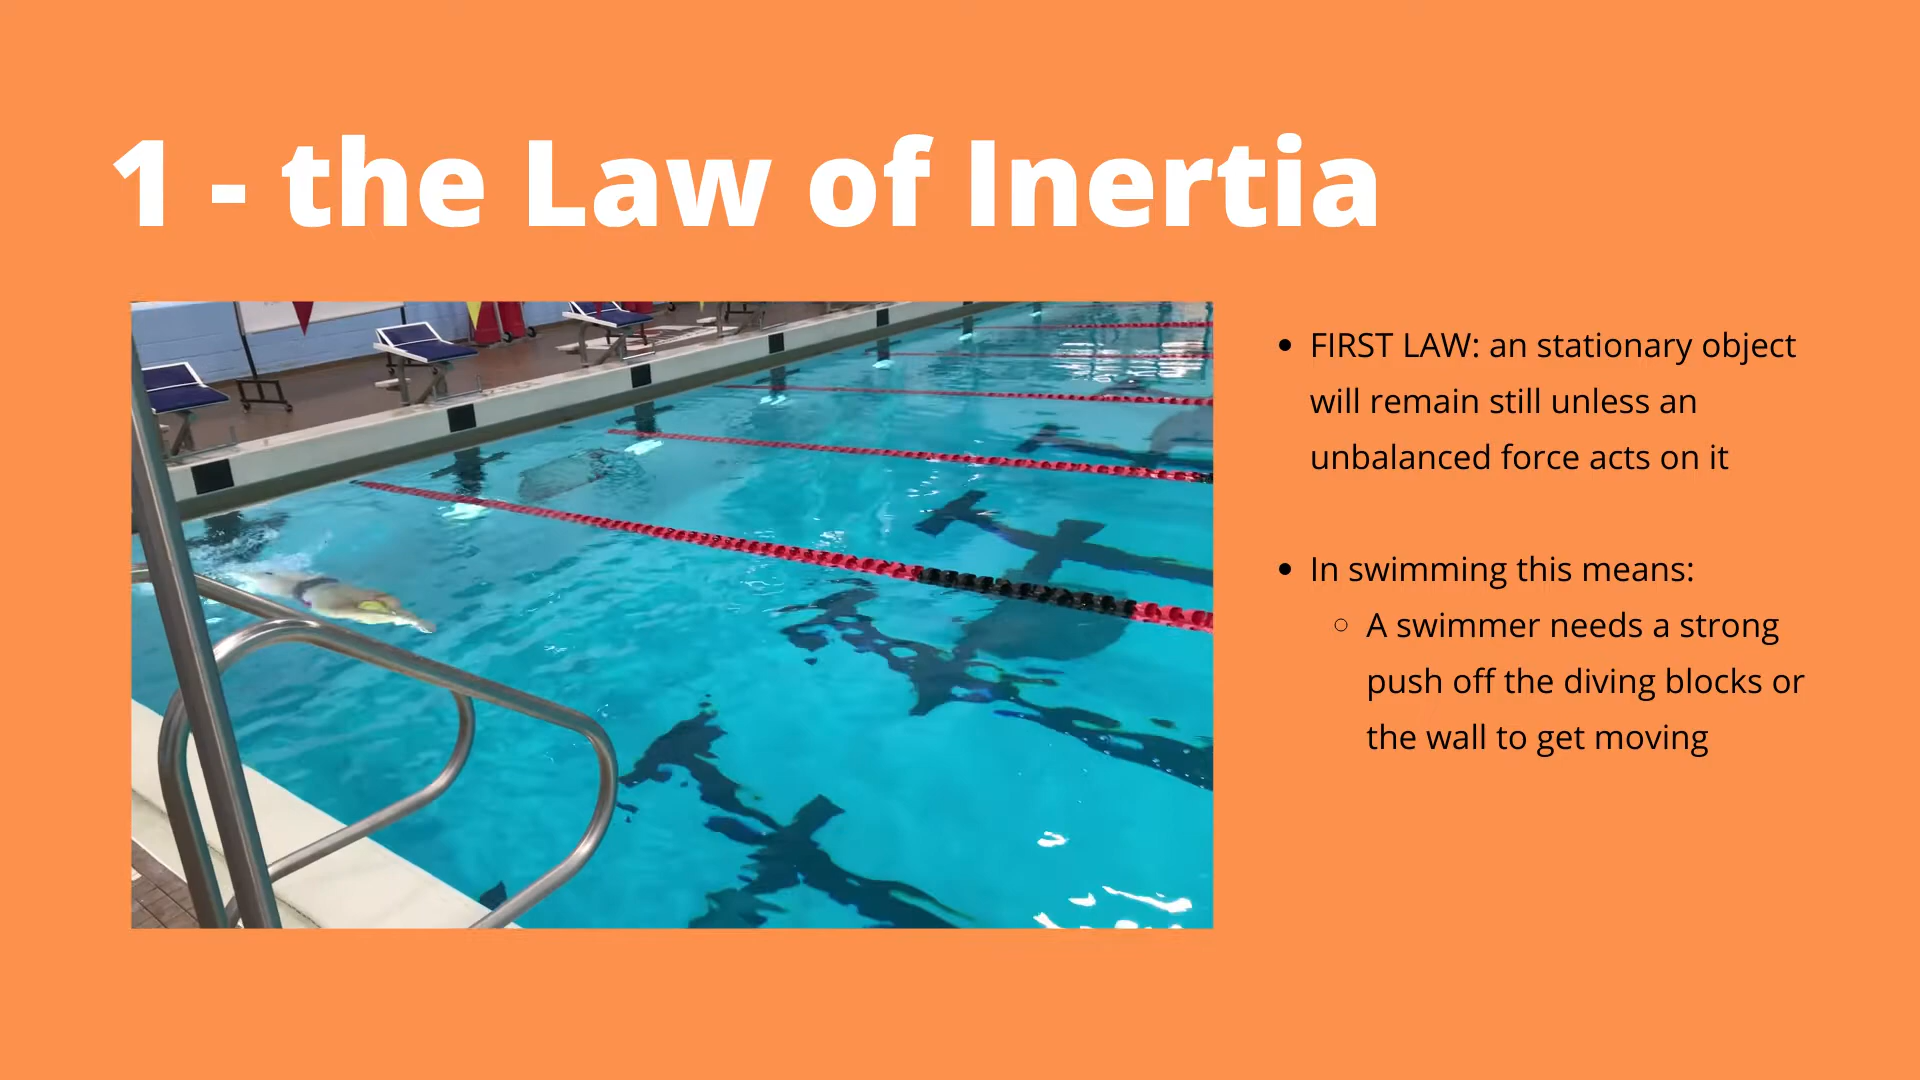 1 - the Law of Inertia
FIRST LAW: an stationary object
will remain still unless an
unbalanced force acts on it
In swimming this means:
A swimmer needs a strong
push off the diving blocks or
the wall to get moving